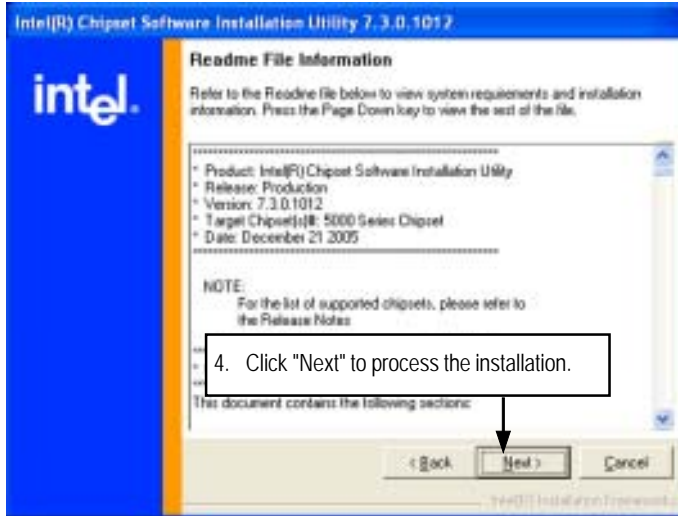 Intel(R) Chipset Software Installation Utility 7.3.0.1012
intel.
Readme File Information
Refer to the Readme file below to view system requirements and installation
information. Press the Page Down key to view the rest of the file.
* Product: Intel(R) Chipset Software Installation Utility
* Release: Production
* Version: 7.3.0.1012
* Target Chipset(s)#: 5000 Series Chipset
* Date: December 21 2005
NOTE:
For the list of supported chipsets, please refer to
the Release Notes
4. Click "Next" to process the installation.
This document contains the following sections:
< Back
Next >
Cancel
Intel(R) Installation Framework